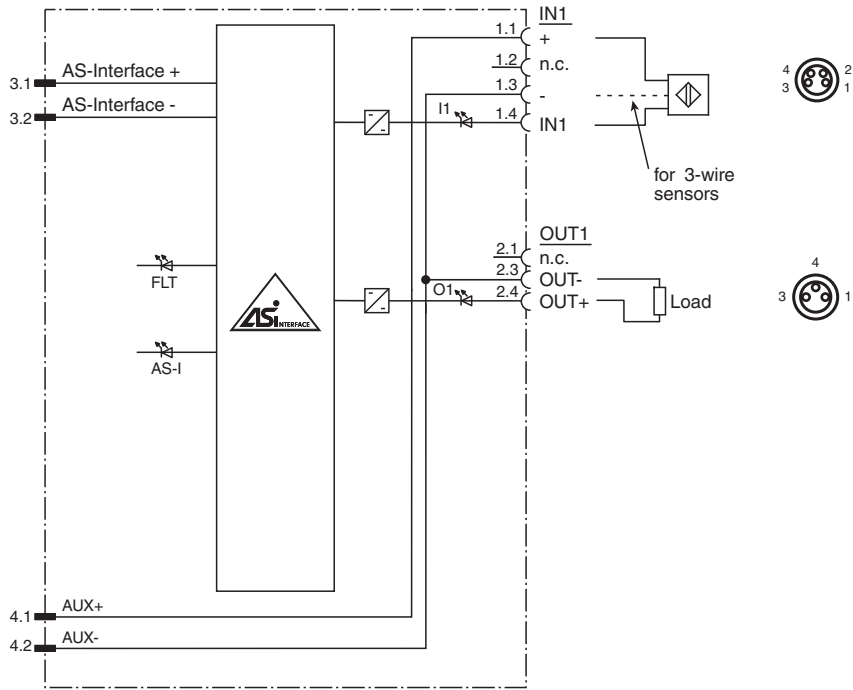 IN1
1.1
+
1.2
n.c.
1.3
-
I1
1.4
IN1
3.1
AS-Interface +
3.2
AS-Interface -
4
2
3
1
for 3-wire
sensors
OUT1
2.1
n.c.
2.3
OUT-
O1
2.4
OUT+
Load
4
3
1
FLT
ASi INTERFACE
AS-I
4.1
AUX+
4.2
AUX-